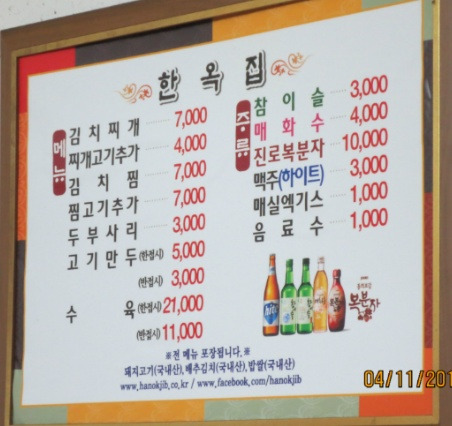 한옥집
메뉴
김치찌개 7,000
찌개고기추가 4,000
김치찜 7,000
찜고기추가 7,000
두부사리 3,000
고기만두(한접시) 5,000
(반접시) 3,000
수육(한접시) 21,000
(반접시) 11,000
주류
참이슬 3,000
매화수 4,000
진로복분자 10,000
맥주(하이트) 3,000
매실엑기스 1,000
음료수 1,000
복분자
※전 메뉴 포장됩니다.※
돼지고기(국내산),배추김치(국내산),밥쌀(국내산)
www.hanokjib.co.kr / www.facebook.com/hanokjib
04/11/201